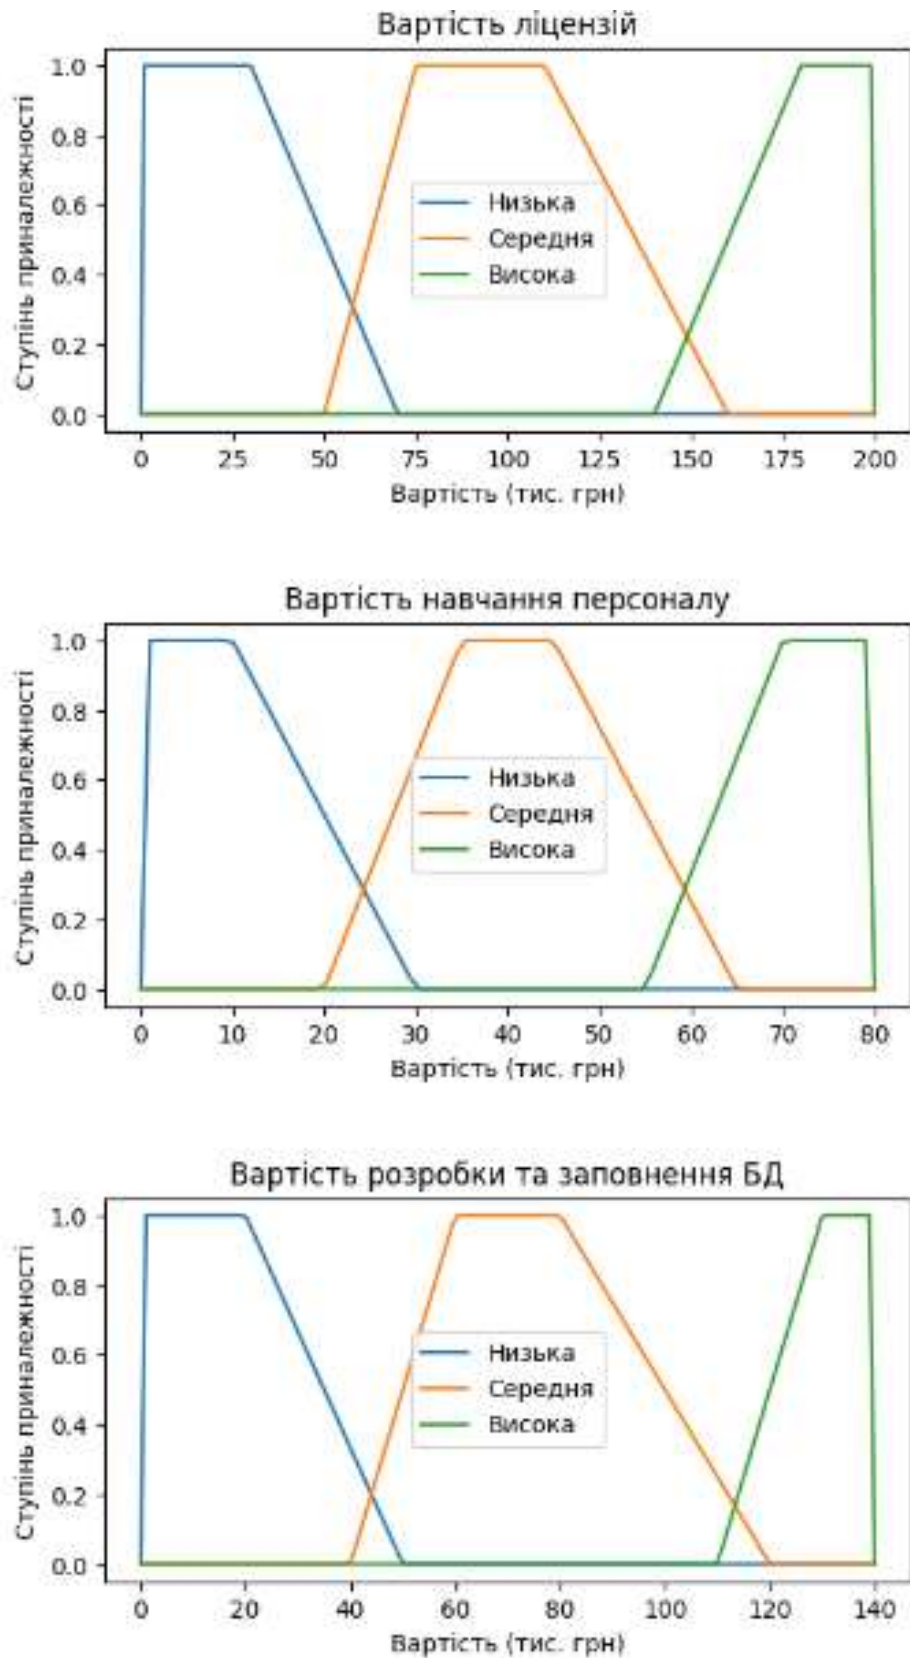 Вартість ліцензій
Ступінь приналежності
1.0
0.8
0.6
0.4
0.2
0.0
Низька
Середня
Висока
0 25 50 75 100 125 150 175 200
Вартість (тис. грн)
Вартість навчання персоналу
Ступінь приналежності
1.0
0.8
0.6
0.4
0.2
0.0
Низька
Середня
Висока
0 10 20 30 40 50 60 70 80
Вартість (тис. грн)
Вартість розробки та заповнення БД
Ступінь приналежності
1.0
0.8
0.6
0.4
0.2
0.0
Низька
Середня
Висока
0 20 40 60 80 100 120 140
Вартість (тис. грн)